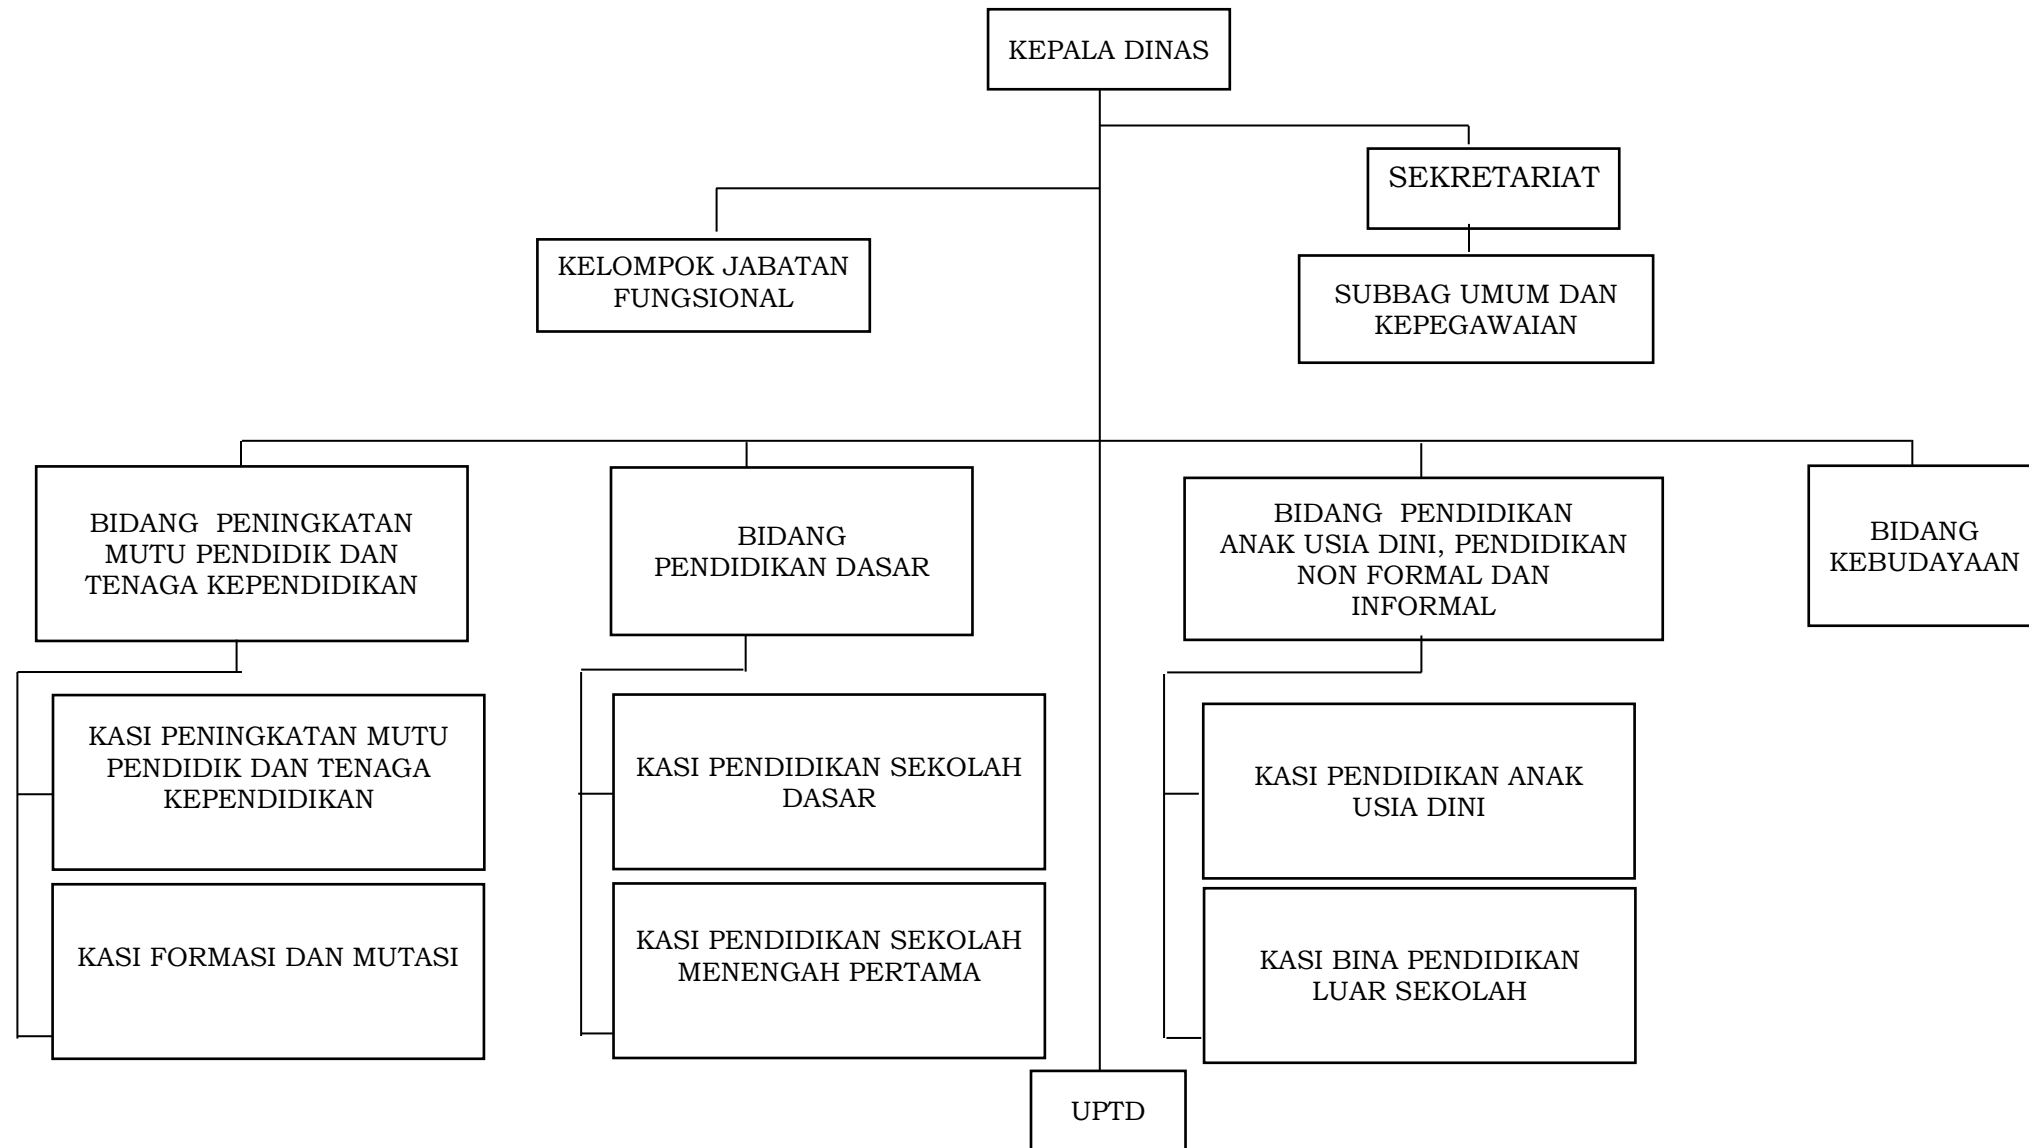 KEPALA DINAS
SEKRETARIAT
KELOMPOK JABATAN
FUNGSIONAL
SUBBAG UMUM DAN
KEPEGAWAIAN
BIDANG  PENINGKATAN
MUTU PENDIDIK DAN
TENAGA KEPENDIDIKAN
BIDANG
PENDIDIKAN DASAR
BIDANG  PENDIDIKAN
ANAK USIA DINI, PENDIDIKAN
NON FORMAL DAN
INFORMAL
BIDANG
KEBUDAYAAN
KASI PENINGKATAN MUTU
PENDIDIK DAN TENAGA
KEPENDIDIKAN
KASI PENDIDIKAN SEKOLAH
DASAR
KASI PENDIDIKAN ANAK
USIA DINI
KASI FORMASI DAN MUTASI
KASI PENDIDIKAN SEKOLAH
MENENGAH PERTAMA
KASI BINA PENDIDIKAN
LUAR SEKOLAH
UPTD